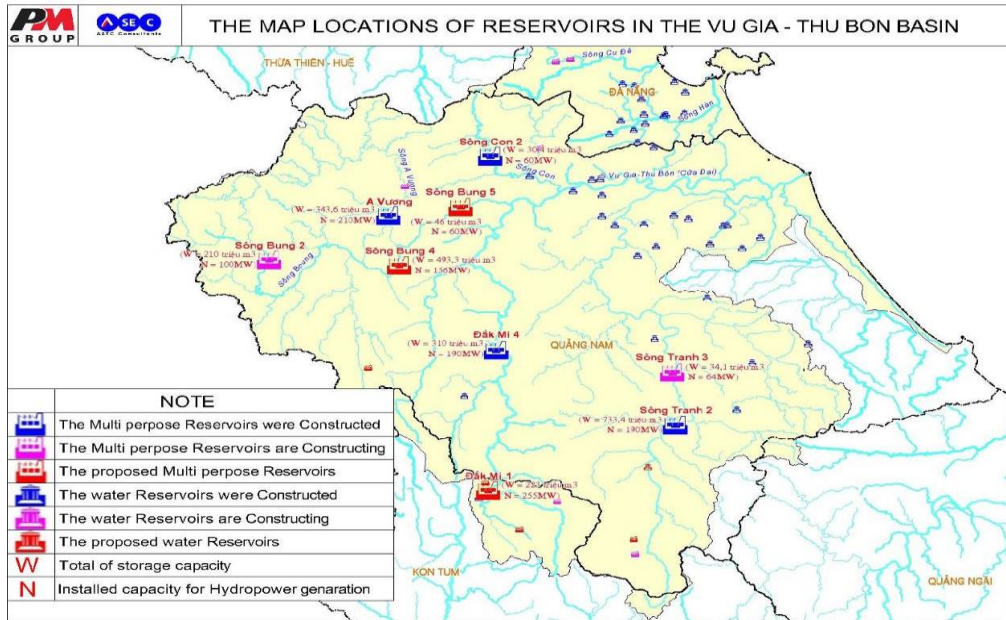 PM
GROUP
ASEC
AATC Consultants
THE MAP LOCATIONS OF RESERVOIRS IN THE VU GIA - THU BON BASIN
THỪA THIÊN - HUẾ
Sông Cu Đê
ĐÀ NẴNG
Sông Hàn
Sông Con 2
N = 60MW)
Sông Con
Vu Gia-Thu Bồn (Cửa Đại)
Sông A Vương
Sông Bung 5
(W = 46 triệu m3
N = 60MW)
A Vương
(W = 343,6 triệu m3
N = 210MW)
Sông Bung 2
(W = 210 triệu m3
N = 100MW)
Sông Bung 4
(W = 493,3 triệu m3
N = 156MW)
Đắk Mi 4
(W = 310 triệu m3
N = 190MW)
QUẢNG NAM
Sông Tranh 3
(W = 34,1 triệu m3
N = 64MW)
Sông Tranh 2
(W = 733,4 triệu m3
N = 190MW)
Đắk Mi 1
N = 255MW)
KON TUM
QUẢNG NGÃI
NOTE
The Multi perpose Reservoirs were Constructed
The Multi perpose Reservoirs are Constructing
The proposed Multi perpose Reservoirs
The water Reservoirs were Constructed
The water Reservoirs are Constructing
The proposed water Reservoirs
W Total of storage capacity
N Installed capacity for Hydropower genaration